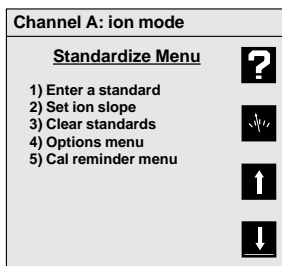 Channel A: ion mode
Standardize Menu
1) Enter a standard
2) Set ion slope
3) Clear standards
4) Options menu
5) Cal reminder menu
?